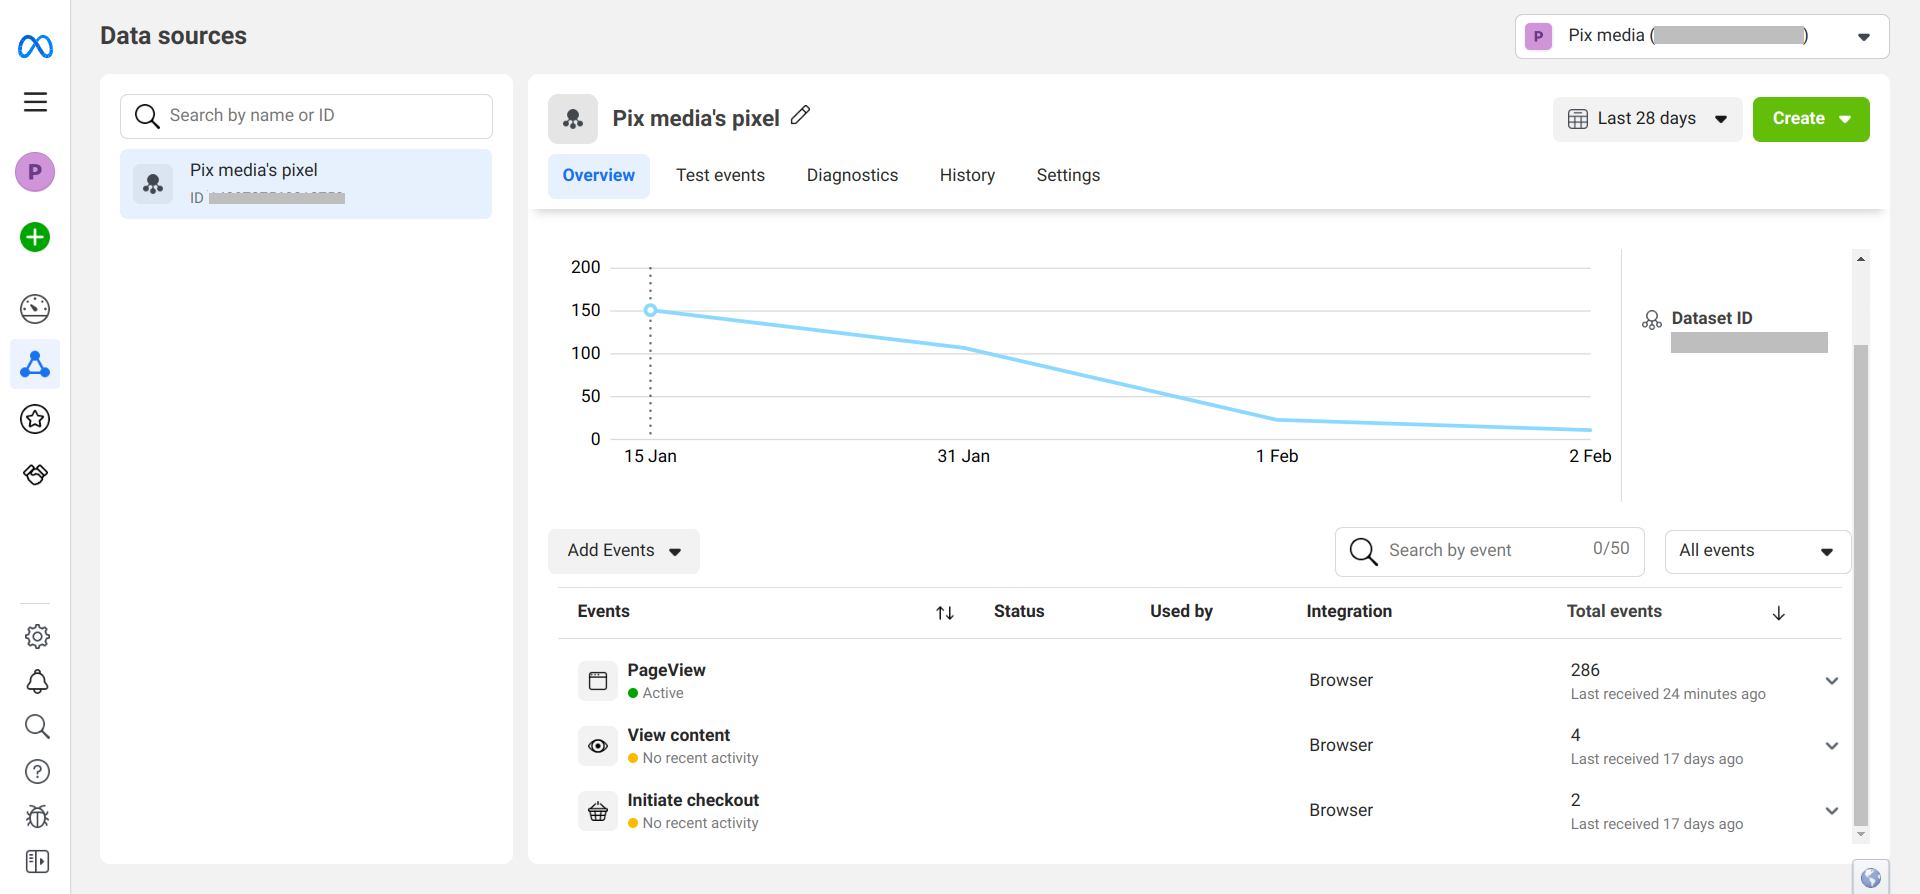 Data sources
P
Pix media (
)
P
Search by name or ID
Pix media's pixel
ID
Pix media's pixel
Last 28 days
Create
Overview
Test events
Diagnostics
History
Settings
200
150
100
50
0
15 Jan
31 Jan
1 Feb
2 Feb
Dataset ID
Add Events
Search by event
0/50
All events
Events
Status
Used by
Integration
Total events
PageView
Active
Browser
286
Last received 24 minutes ago
View content
No recent activity
Browser
4
Last received 17 days ago
Initiate checkout
No recent activity
Browser
2
Last received 17 days ago